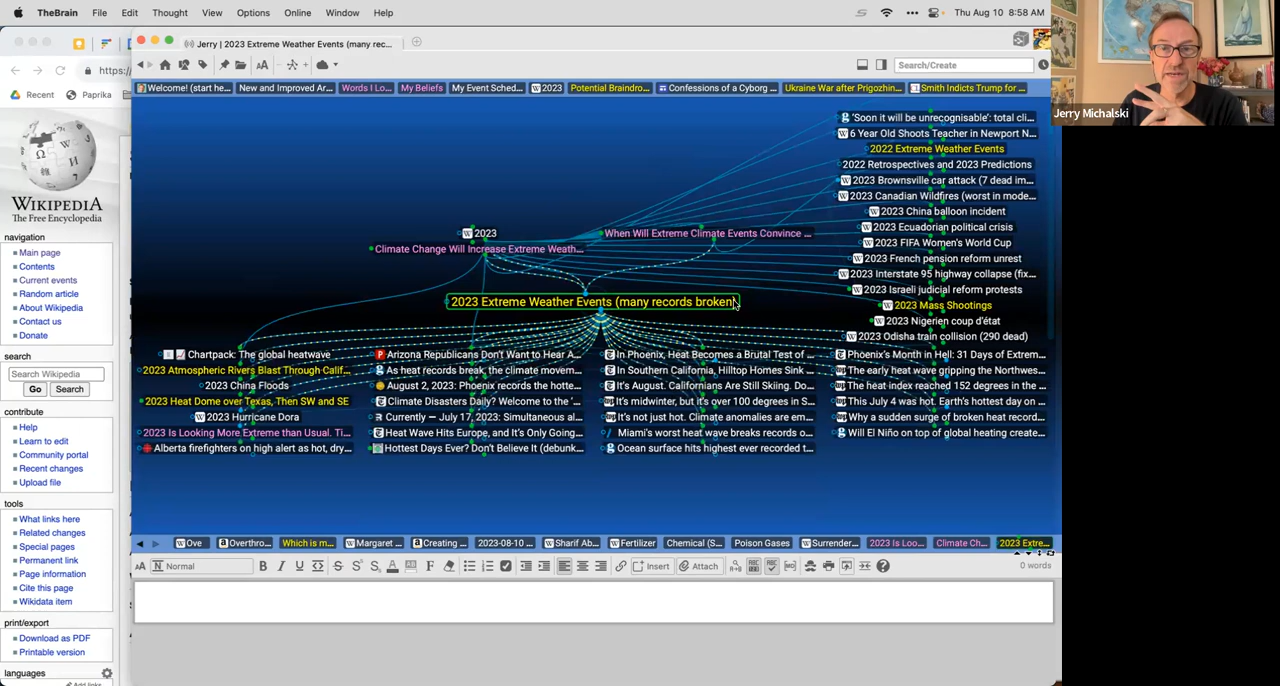 TheBrain File Edit Thought View Options Online Window Help Thu Aug 10 8:58 AM
Jerry | 2023 Extreme Weather Events (many rec...
https:
Search/Create
Recent Paprika
Welcome! (start he... New and Improved Ar... Words I Lo... My Beliefs My Event Sched... 2023 Potential Braindro... Confessions of a Cyborg ... Ukraine War after Prigozhin... Smith Indicts Trump for ...
Jerry Michalski
WIKIPEDIA
The Free Encyclopedia
navigation
Main page
Contents
Current events
Random article
About Wikipedia
Contact us
Donate
search
Search Wikipedia
Go Search
contribute
Help
Learn to edit
Community portal
Recent changes
Upload file
tools
What links here
Related changes
Special pages
Permanent link
Page information
Cite this page
Wikidata item
print/export
Download as PDF
Printable version
languages
Add links
2023
Climate Change Will Increase Extreme Weath...
When Will Extreme Climate Events Convince ...
'Soon it will be unrecognisable': total cli...
6 Year Old Shoots Teacher in Newport N...
2022 Extreme Weather Events
2022 Retrospectives and 2023 Predictions
2023 Brownsville car attack (7 dead im...
2023 Canadian Wildfires (worst in mode...
2023 China balloon incident
2023 Ecuadorian political crisis
2023 FIFA Women's World Cup
2023 French pension reform unrest
2023 Interstate 95 highway collapse (fix...
2023 Israeli judicial reform protests
2023 Mass Shootings
2023 Nigerien coup d'état
2023 Odisha train collision (290 dead)
2023 Extreme Weather Events (many records broken)
Chartpack: The global heatwave
2023 Atmospheric Rivers Blast Through Calif...
2023 China Floods
2023 Heat Dome over Texas, Then SW and SE
2023 Hurricane Dora
2023 Is Looking More Extreme than Usual. Ti...
Alberta firefighters on high alert as hot, dry...
Arizona Republicans Don't Want to Hear A...
As heat records break, the climate movem...
August 2, 2023: Phoenix records the hotte...
Climate Disasters Daily? Welcome to the '...
Currently — July 17, 2023: Simultaneous al...
Heat Wave Hits Europe, and It's Only Going...
Hottest Days Ever? Don't Believe It (debunk...
In Phoenix, Heat Becomes a Brutal Test of ...
In Southern California, Hilltop Homes Sink ...
It's August. Californians Are Still Skiing. Do...
It's midwinter, but it's over 100 degrees in S...
It's not just hot. Climate anomalies are em...
Miami's worst heat wave breaks records o...
Ocean surface hits highest ever recorded t...
Phoenix's Month in Hell: 31 Days of Extrem...
The early heat wave gripping the Northwes...
The heat index reached 152 degrees in the ...
This July 4 was hot. Earth's hottest day on ...
Why a sudden surge of broken heat record...
Will El Niño on top of global heating create...
Ove Overthro... Which is m... Margaret ... Creating ... 2023-08-10 ... Sharif Ab... Fertilizer Chemical (S... Poison Gases Surrender... 2023 Is Loo... Climate Ch... 2023 Extre...
Normal B I U S Insert Attach 0 words